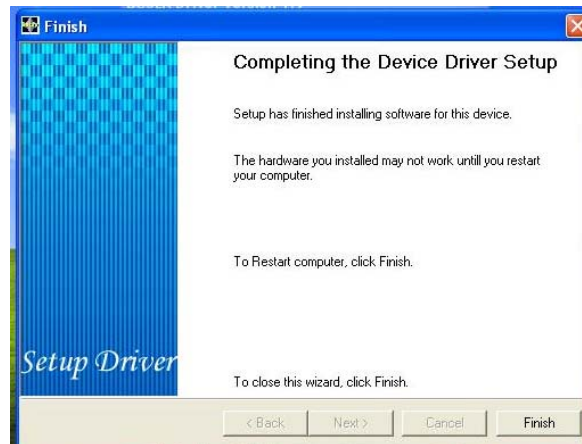 Finish
Completing the Device Driver Setup
Setup has finished installing software for this device.
The hardware you installed may not work untill you restart
your computer.
To Restart computer, click Finish.
Setup Driver
To close this wizard, click Finish.
< Back Next > Cancel Finish